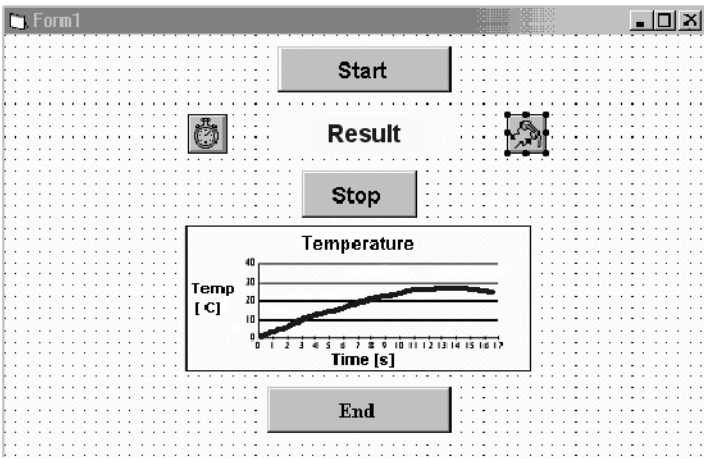 Form1
Start
Result
Stop
Temperature
Temp
[ C]
40
30
20
10
0
0 1 2 3 4 5 6 7 8 9 10 11 12 13 14 15 16 17
Time [s]
End